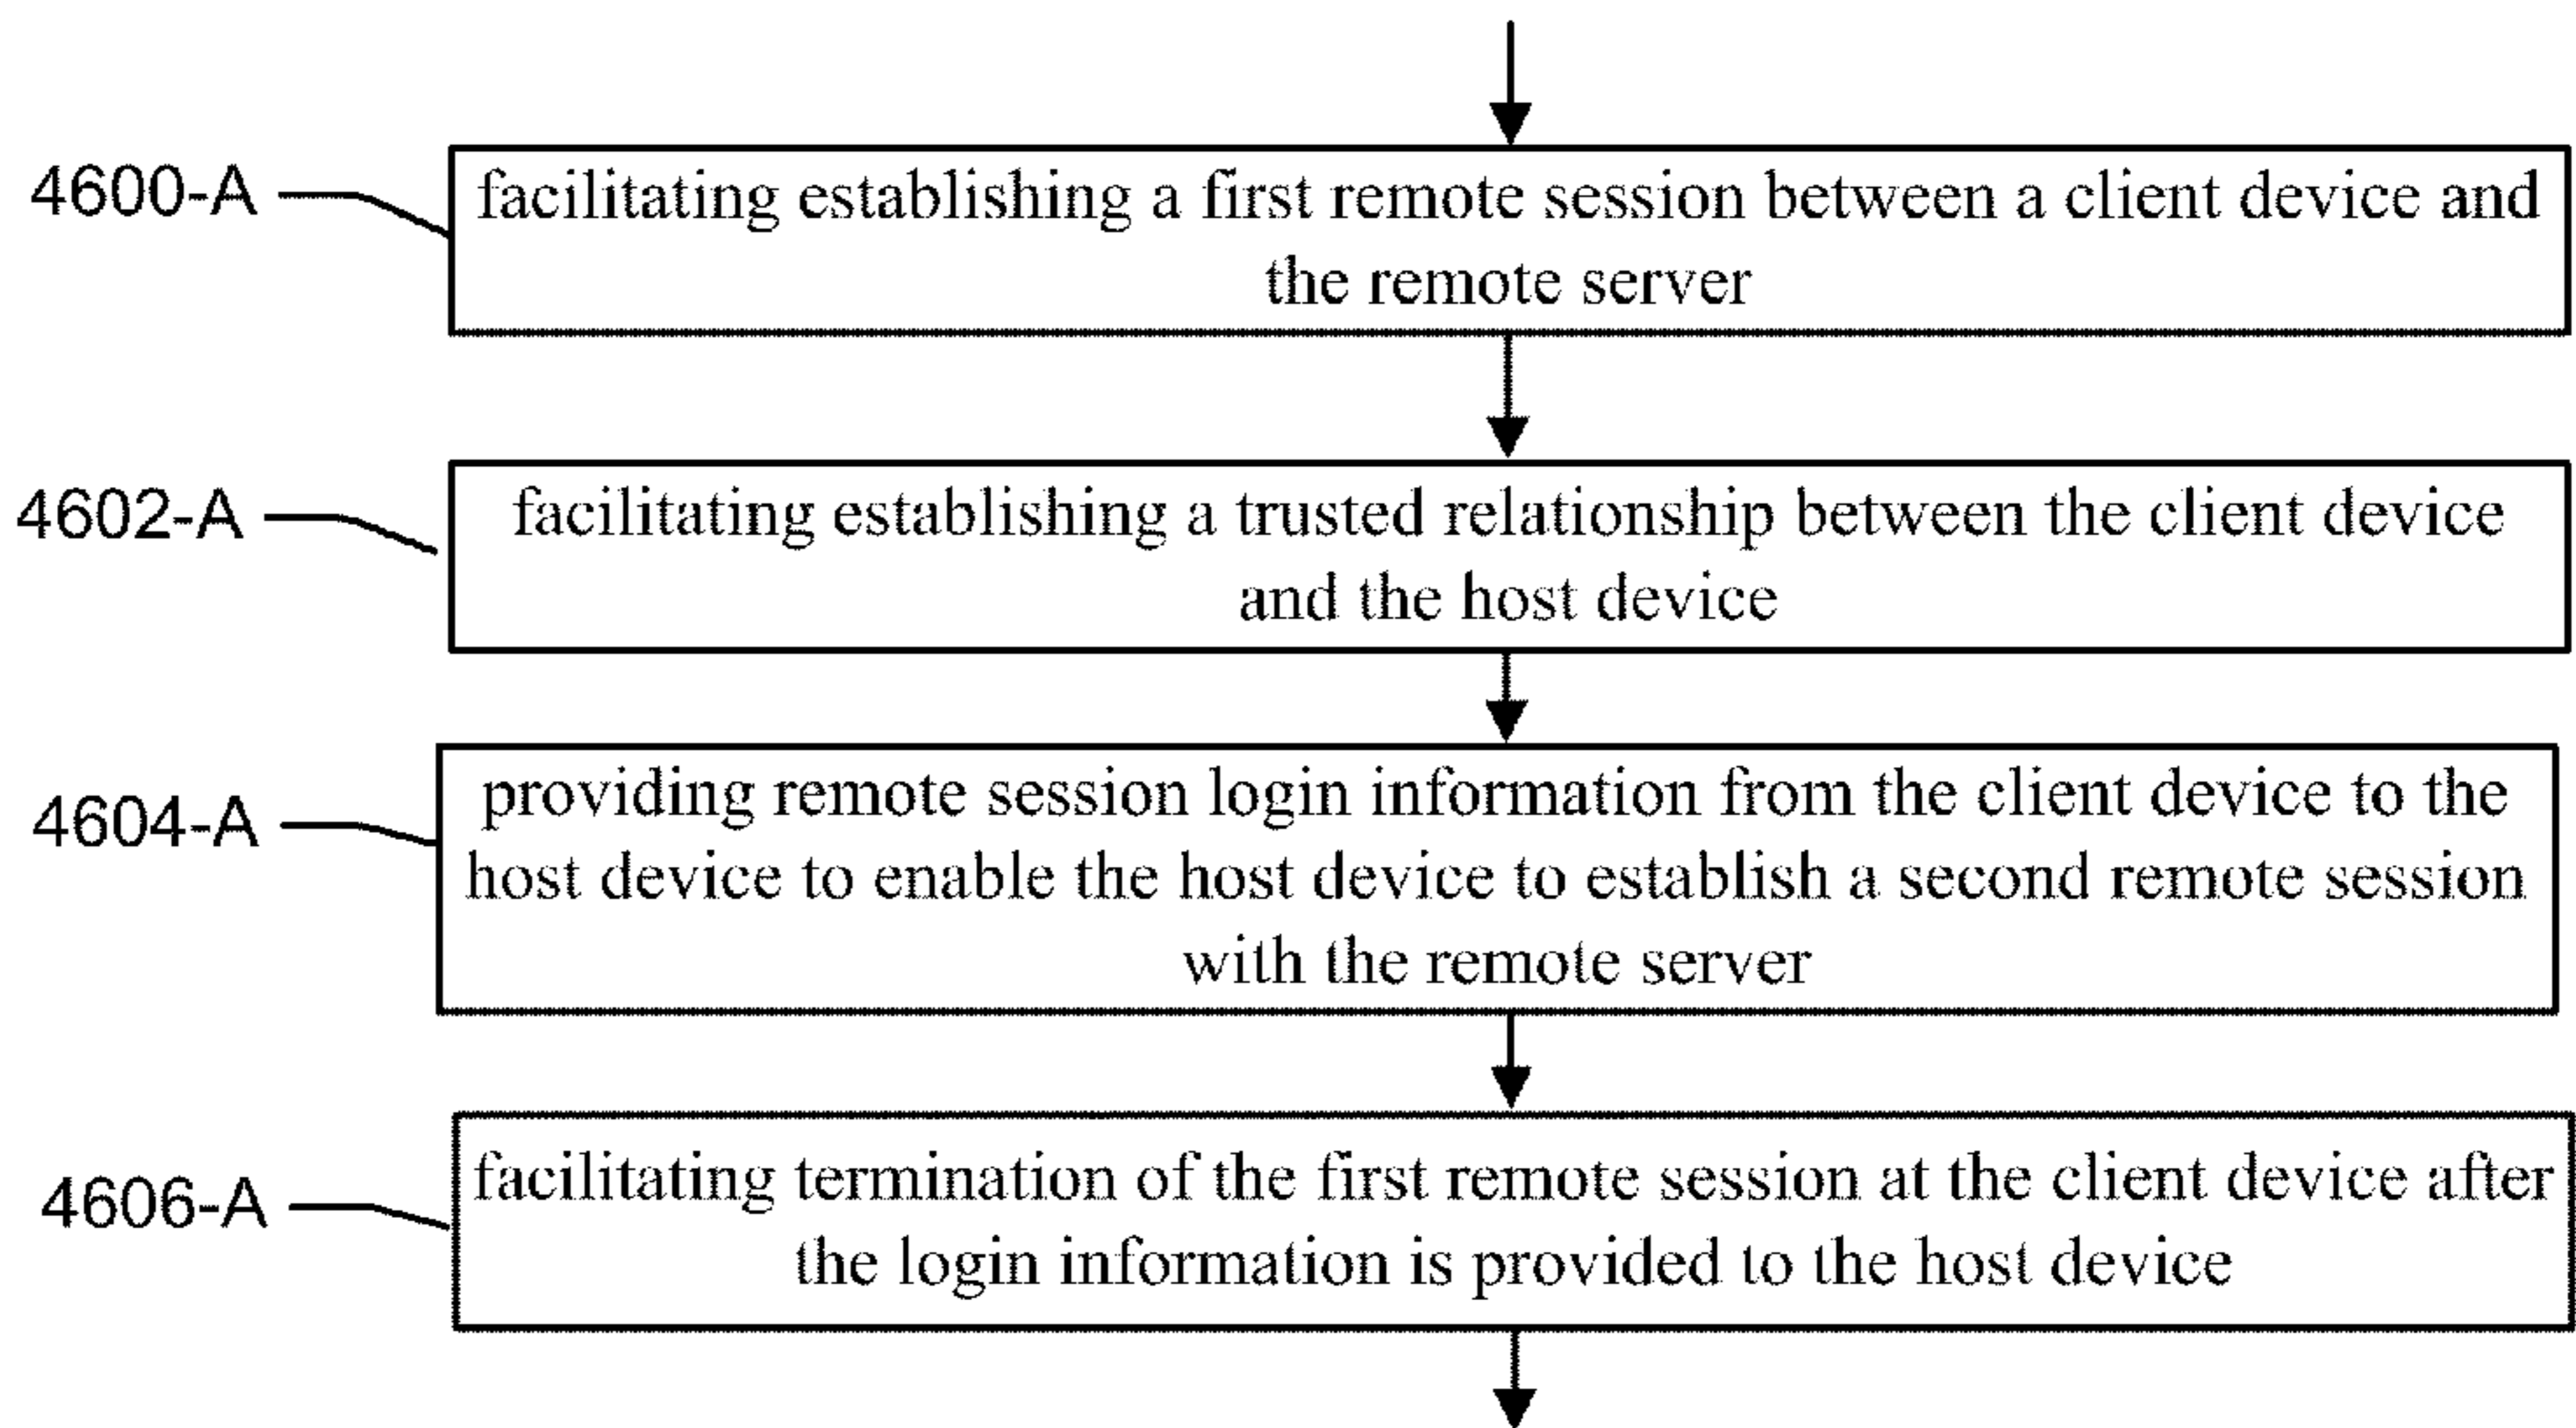 4600-A
facilitating establishing a first remote session between a client device and
the remote server
4602-A
facilitating establishing a trusted relationship between the client device
and the host device
4604-A
providing remote session login information from the client device to the
host device to enable the host device to establish a second remote session
with the remote server
4606-A
facilitating termination of the first remote session at the client device after
the login information is provided to the host device